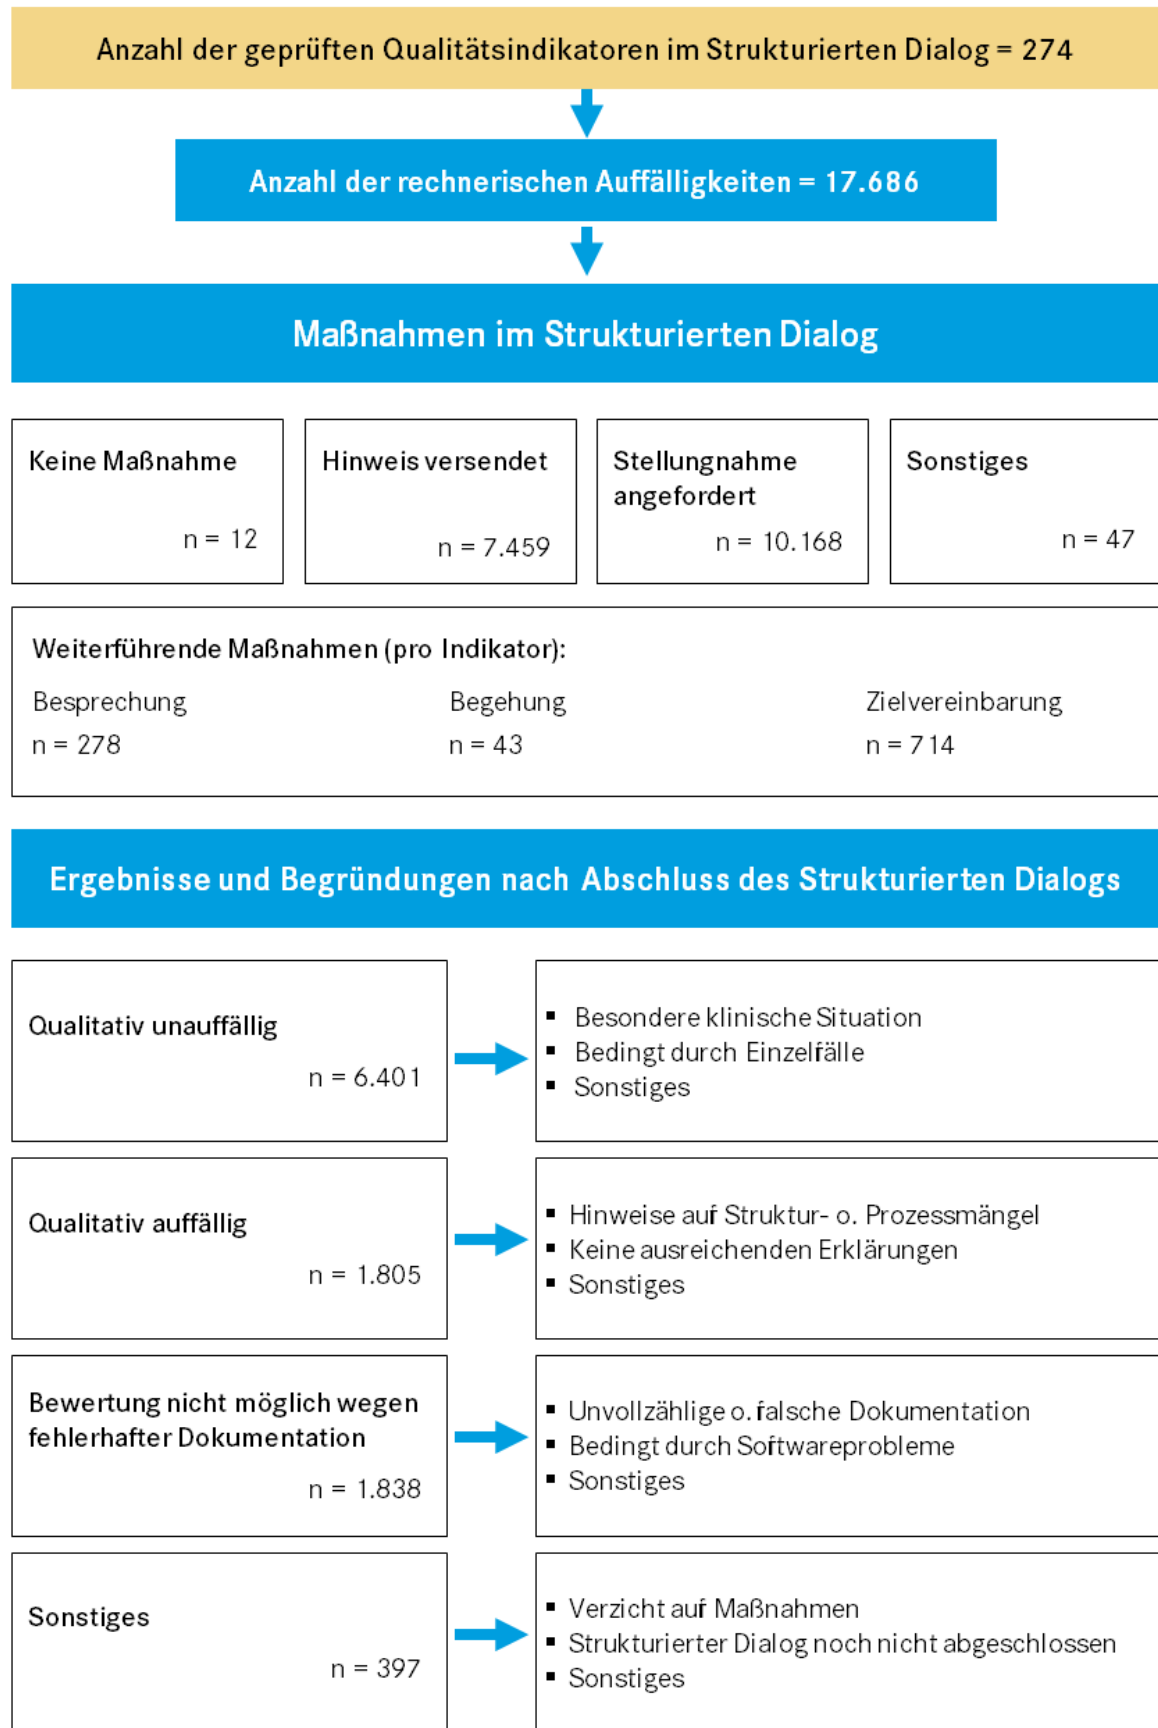 Anzahl der geprüften Qualitätsindikatoren im Strukturierten Dialog = 274
Anzahl der rechnerischen Auffälligkeiten = 17.686
Maßnahmen im Strukturierten Dialog
Keine Maßnahme
n = 12
Hinweis versendet
n = 7.459
Stellungnahme
angefordert
n = 10.168
Sonstiges
n = 47
Weiterführende Maßnahmen (pro Indikator):
Besprechung
n = 278
Begehung
n = 43
Zielvereinbarung
n = 714
Ergebnisse und Begründungen nach Abschluss des Strukturierten Dialogs
Qualitativ unauffällig
n = 6.401
▪ Besondere klinische Situation
▪ Bedingt durch Einzelfälle
▪ Sonstiges
Qualitativ auffällig
n = 1.805
▪ Hinweise auf Struktur- o. Prozessmängel
▪ Keine ausreichenden Erklärungen
▪ Sonstiges
Bewertung nicht möglich wegen
fehlerhafter Dokumentation
n = 1.838
▪ Unvollzählige o. falsche Dokumentation
▪ Bedingt durch Softwareprobleme
▪ Sonstiges
Sonstiges
n = 397
▪ Verzicht auf Maßnahmen
▪ Strukturierter Dialog noch nicht abgeschlossen
▪ Sonstiges